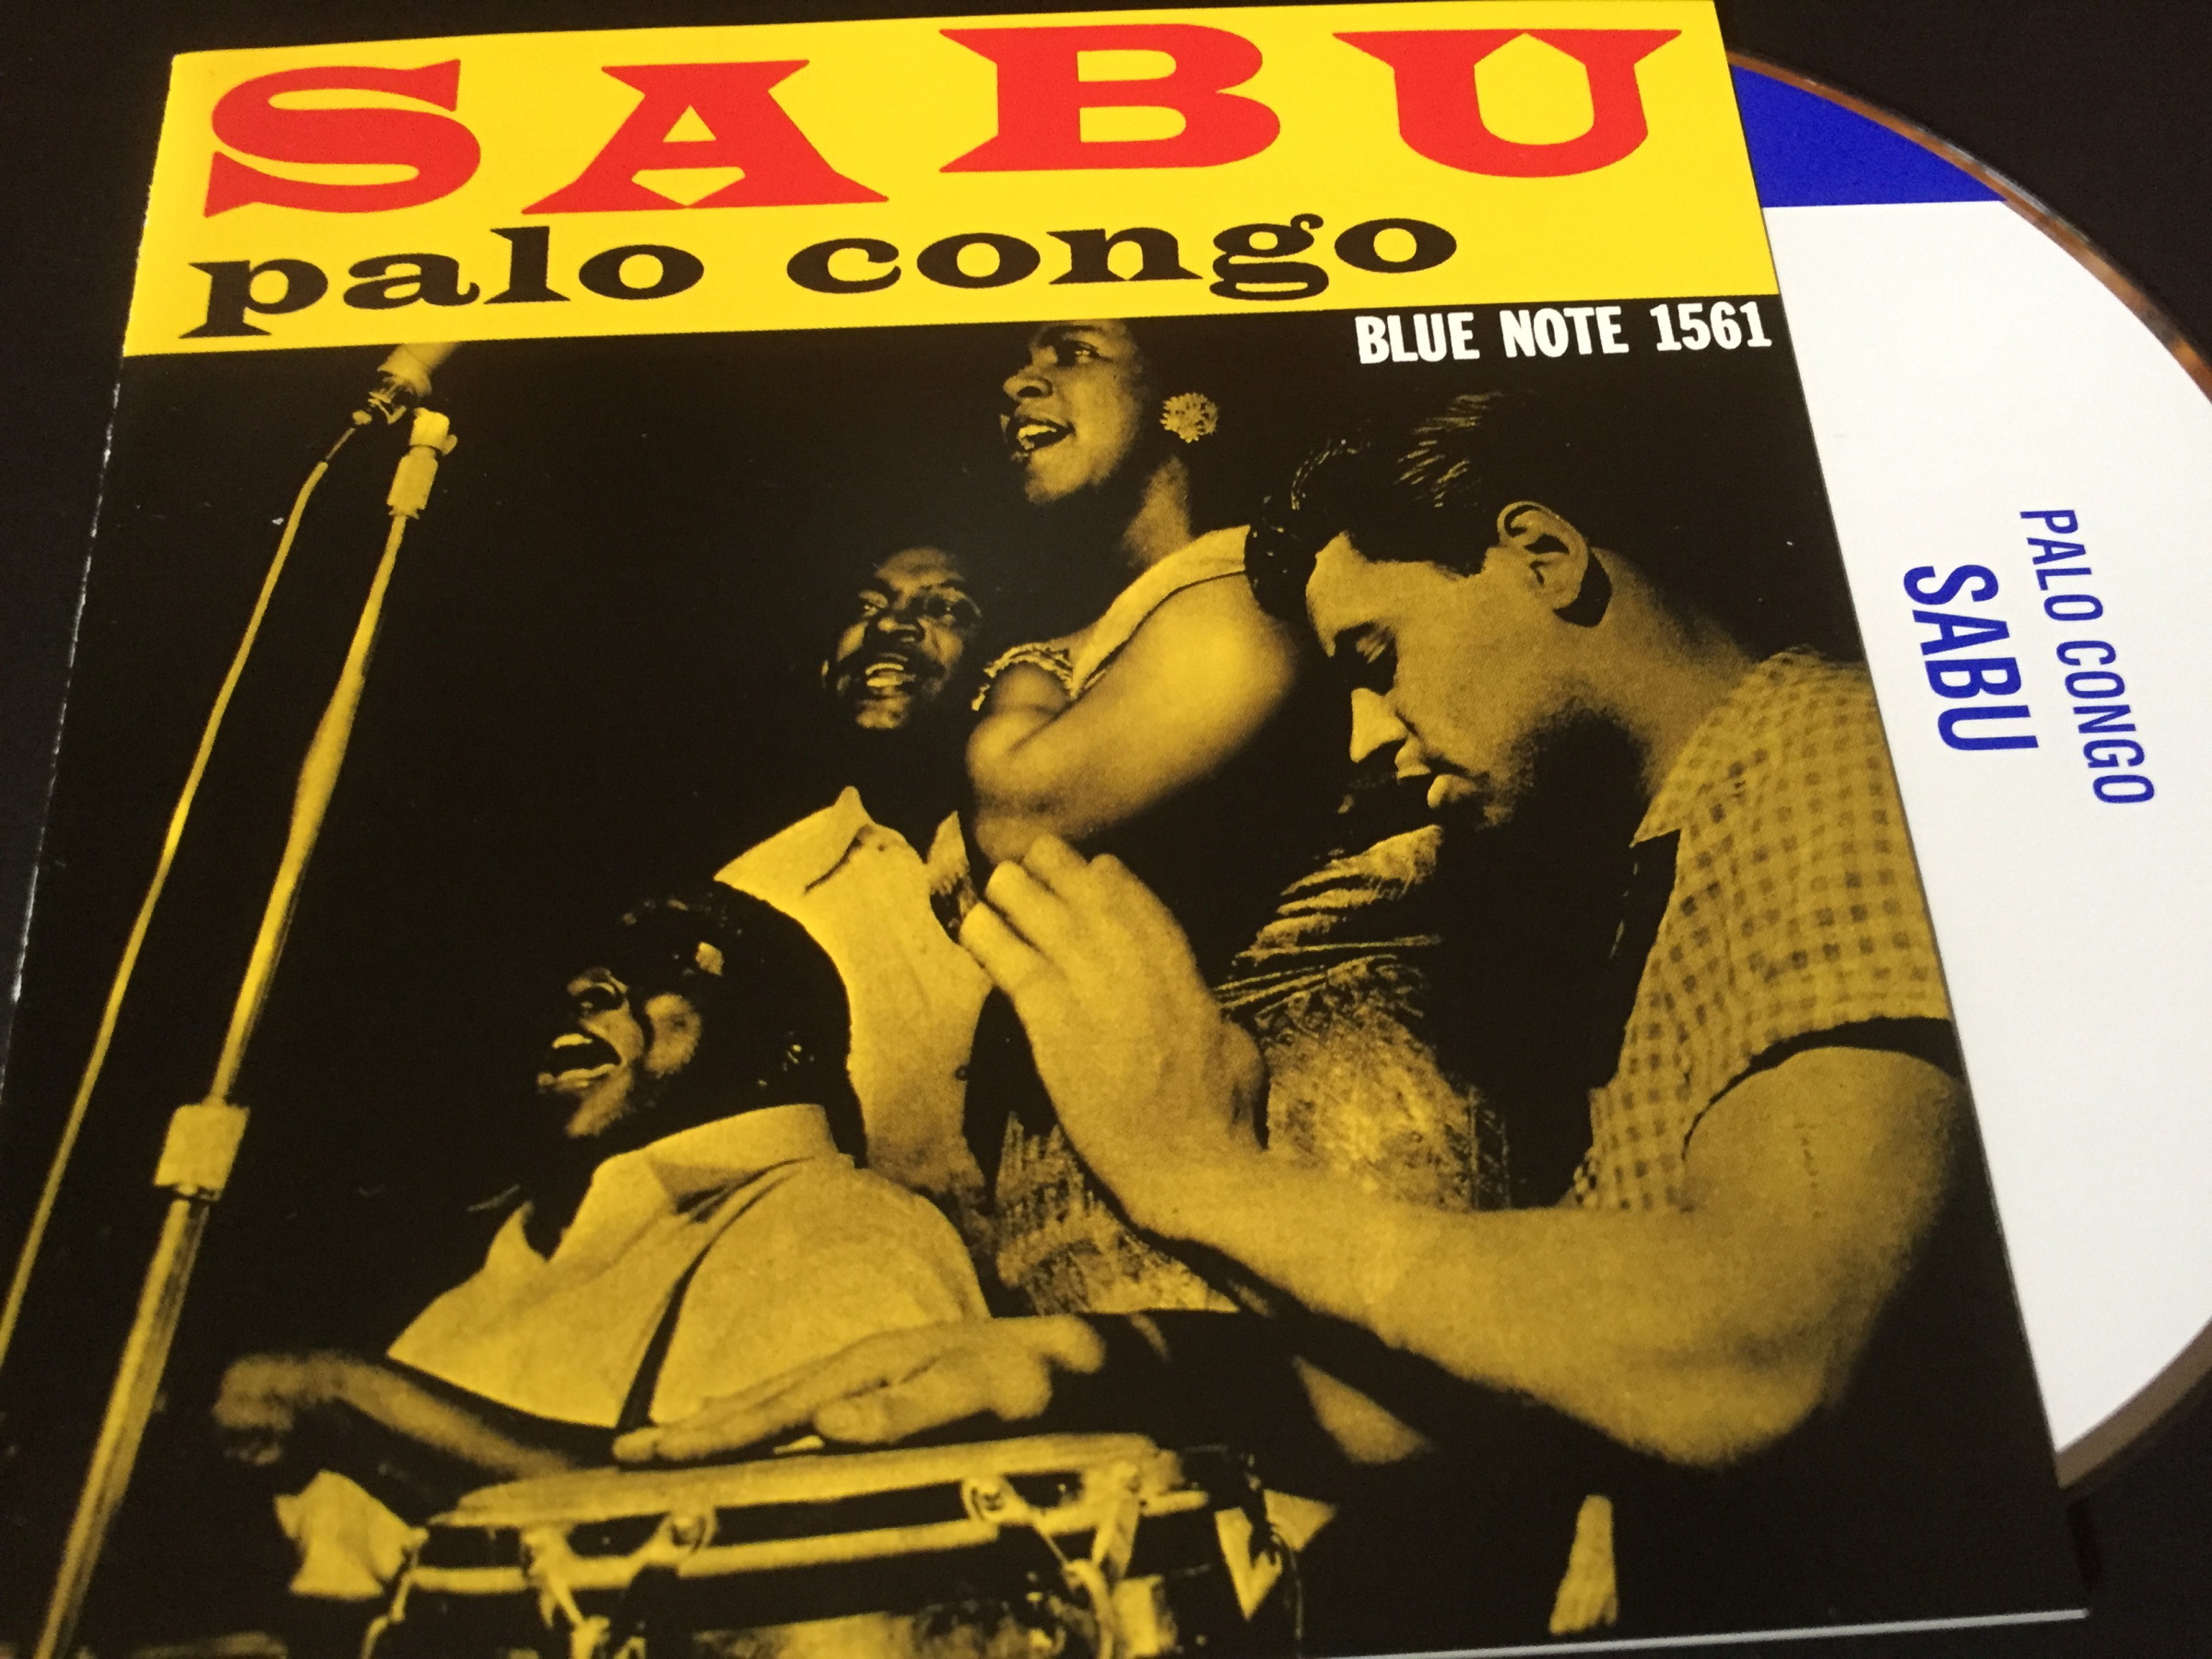 SABU
palo congo
BLUE NOTE 1561
PALO CONGO
SABU